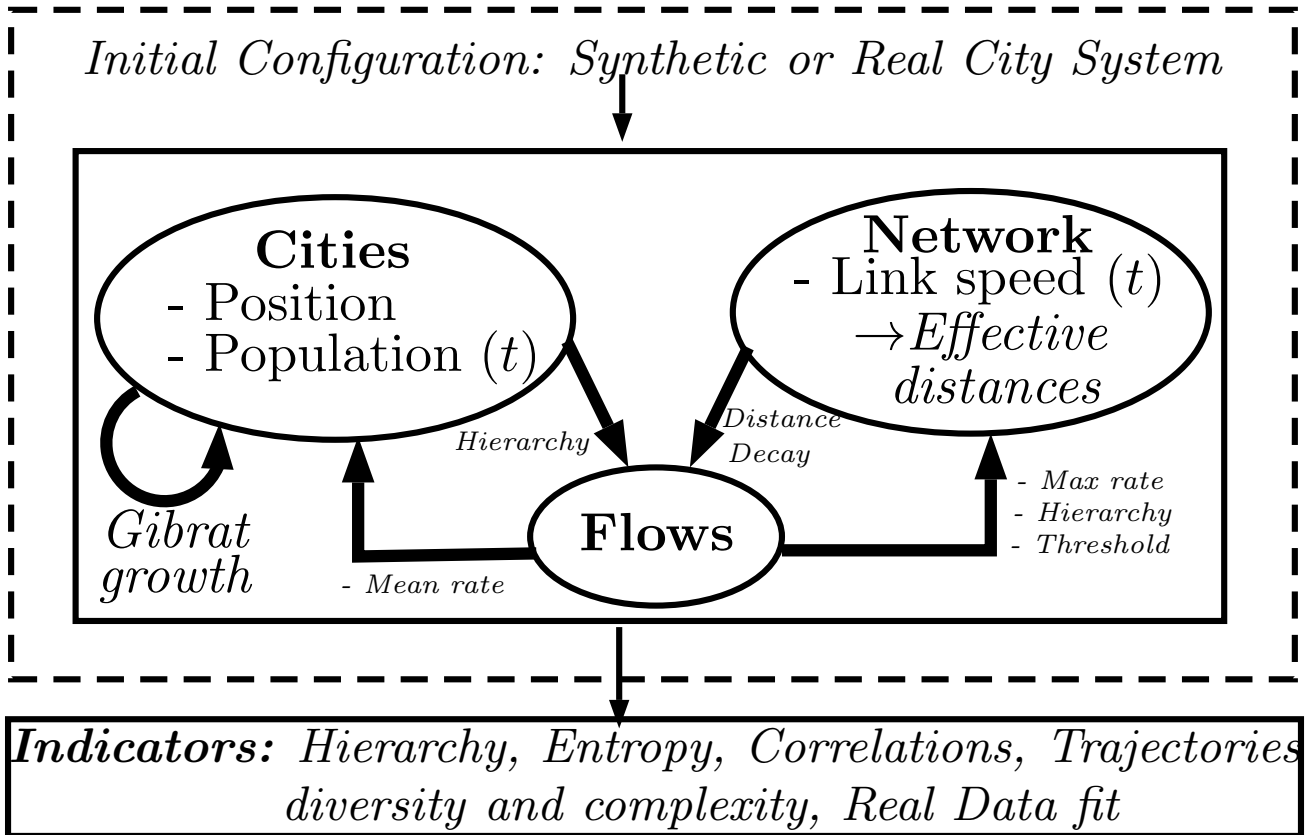 Initial Configuration: Synthetic or Real City System
Cities
- Position
- Population (t)
Network
- Link speed (t)
→Effective
distances
Hierarchy
Distance
Decay
Flows
Gibrat
growth
- Mean rate
- Max rate
- Hierarchy
- Threshold
Indicators: Hierarchy, Entropy, Correlations, Trajectories
diversity and complexity, Real Data fit